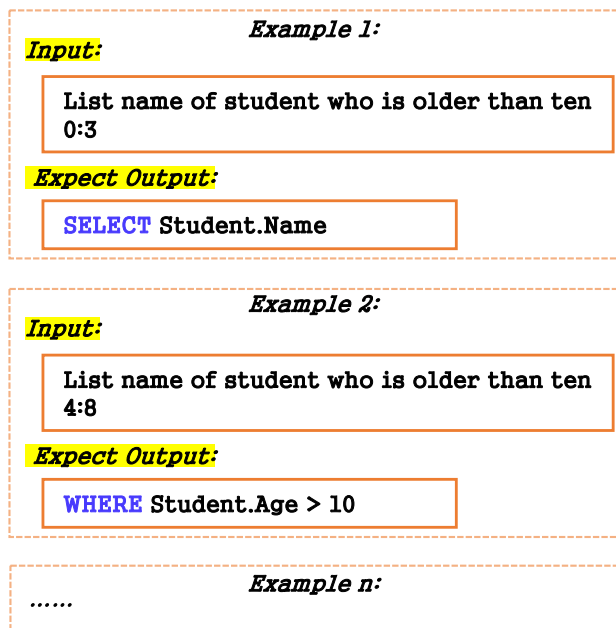 Example 1:
Input:
List name of student who is older than ten
0:3
Expect Output:
SELECT Student.Name
Example 2:
Input:
List name of student who is older than ten
4:8
Expect Output:
WHERE Student.Age > 10
Example n:
......